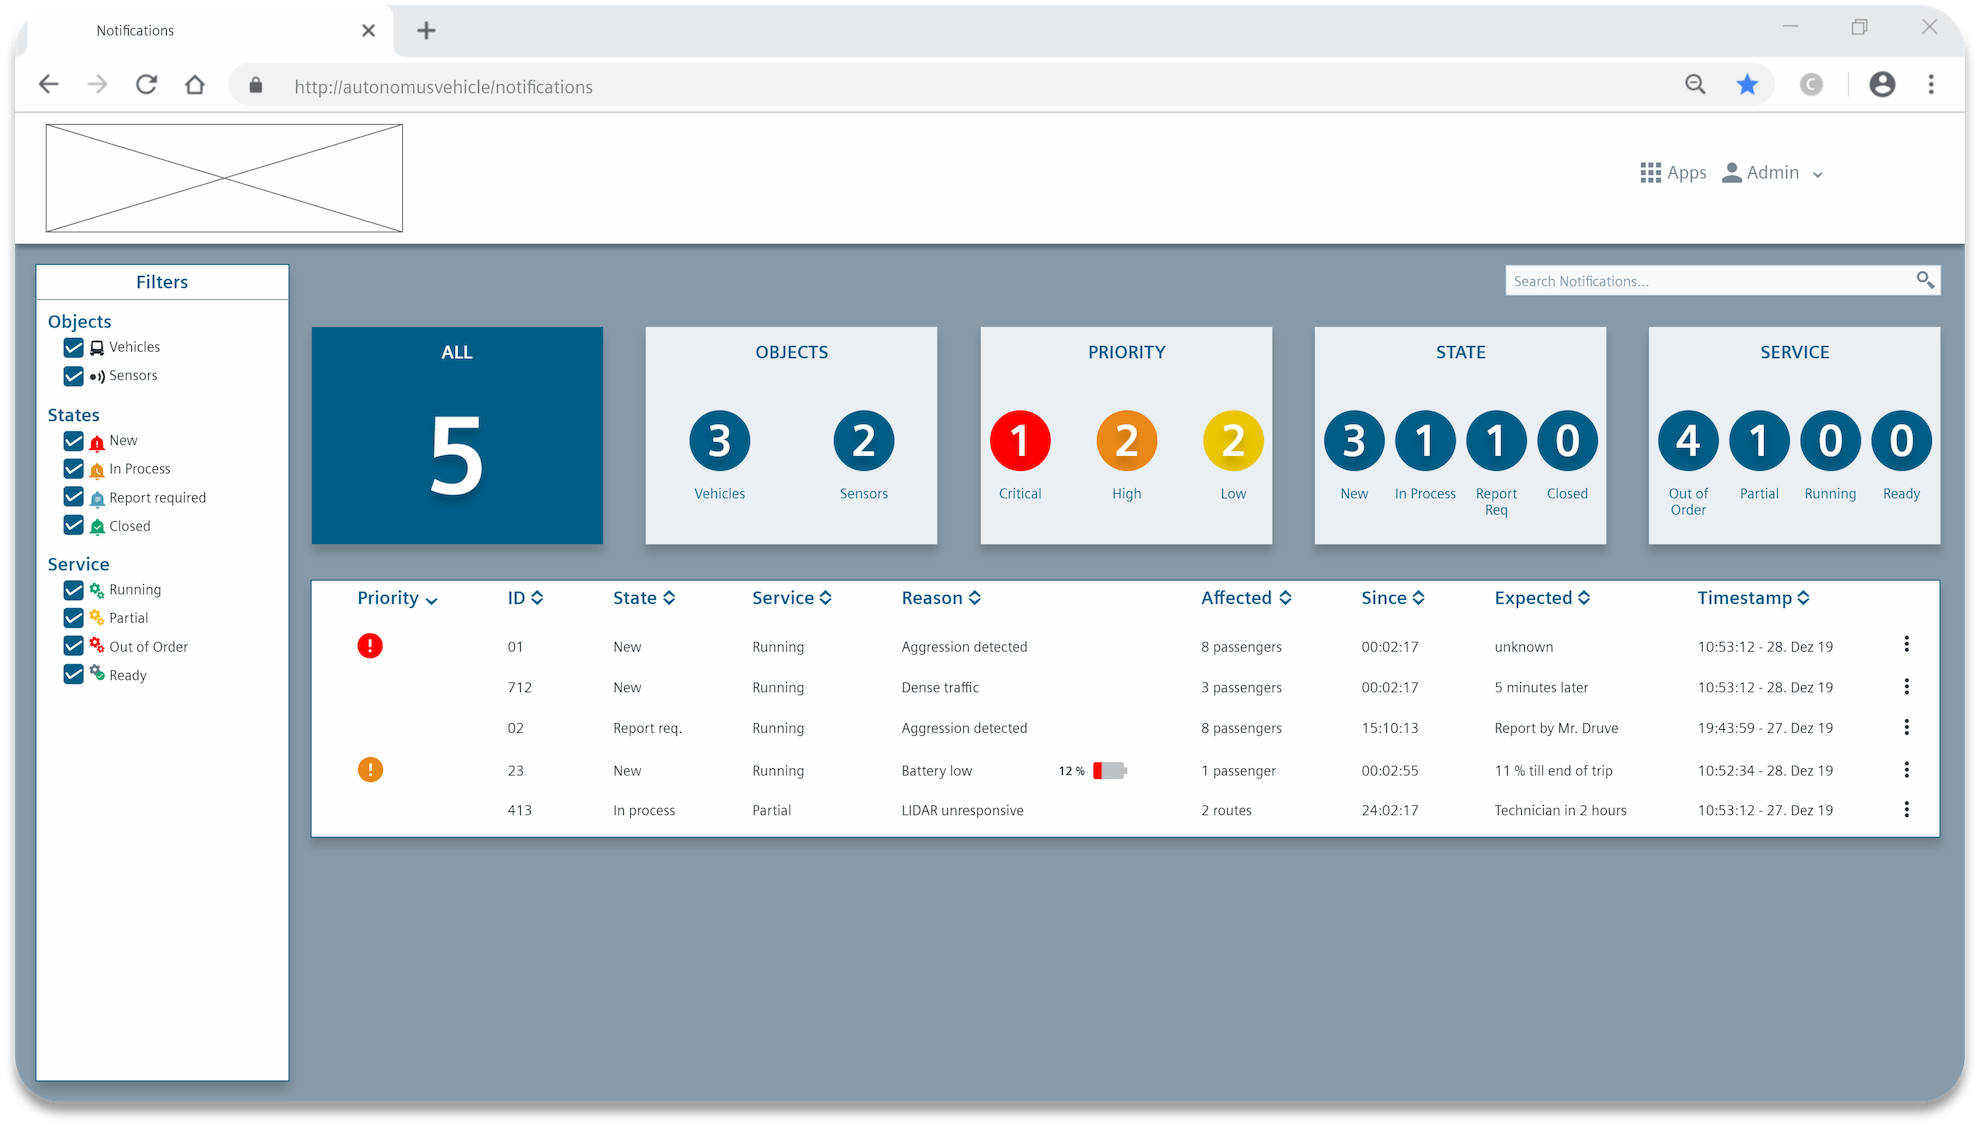 Notifications
http://autonomusvehicle/notifications
C
Apps Admin
Filters
Objects
Vehicles
Sensors
States
New
In Process
Report required
Closed
Service
Running
Partial
Out of Order
Ready
Search Notifications...
ALL
5
OBJECTS
3 2
Vehicles Sensors
PRIORITY
1 2 2
Critical High Low
STATE
3 1 1 0
New In Process Report Closed
Req
SERVICE
4 1 0 0
Out of Partial Running Ready
Order
Priority ID State Service Reason Affected Since Expected Timestamp
! 01 New Running Aggression detected 8 passengers 00:02:17 unknown 10:53:12 - 28. Dez 19
712 New Running Dense traffic 3 passengers 00:02:17 5 minutes later 10:53:12 - 28. Dez 19
02 Report req. Running Aggression detected 8 passengers 15:10:13 Report by Mr. Druve 19:43:59 - 27. Dez 19
! 23 New Running Battery low 12 % 1 passenger 00:02:55 11 % till end of trip 10:52:34 - 28. Dez 19
413 In process Partial LIDAR unresponsive 2 routes 24:02:17 Technician in 2 hours 10:53:12 - 27. Dez 19